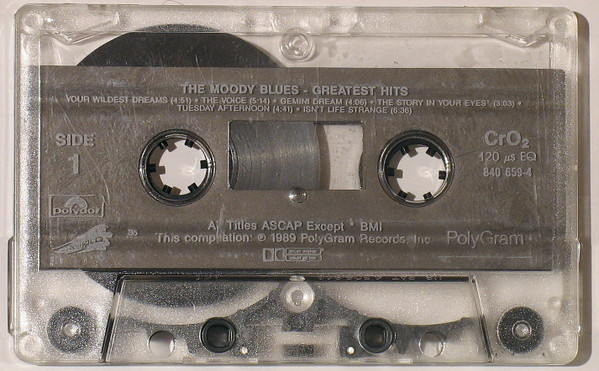 THE MOODY BLUES - GREATEST HITS
YOUR WILDEST DREAMS (4:51) • THE VOICE (5:14) • GEMINI DREAM (4:06) • THE STORY IN YOUR EYES¹ (3:03) •
TUESDAY AFTERNOON (4:41) • ISN'T LIFE STRANGE (6:36)
SIDE
1
CrO₂
120 µs EQ
840 659-4
Polydor
All Titles ASCAP Except ¹ BMI
This compilation: ℗ 1989 PolyGram Records, Inc.
PolyGram